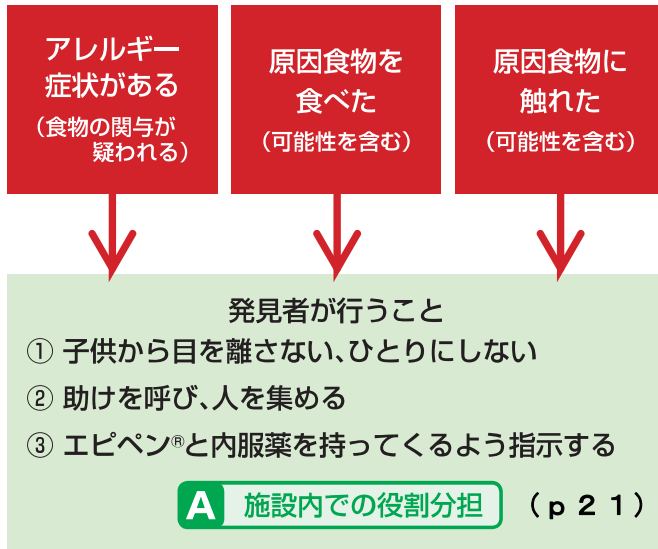 アレルギー
症状がある
（食物の関与が
疑われる）
原因食物を
食べた
（可能性を含む）
原因食物に
触れた
（可能性を含む）
発見者が行うこと
① 子供から目を離さない、ひとりにしない
② 助けを呼び、人を集める
③ エピペン®と内服薬を持ってくるよう指示する
A 施設内での役割分担 （ｐ２１）